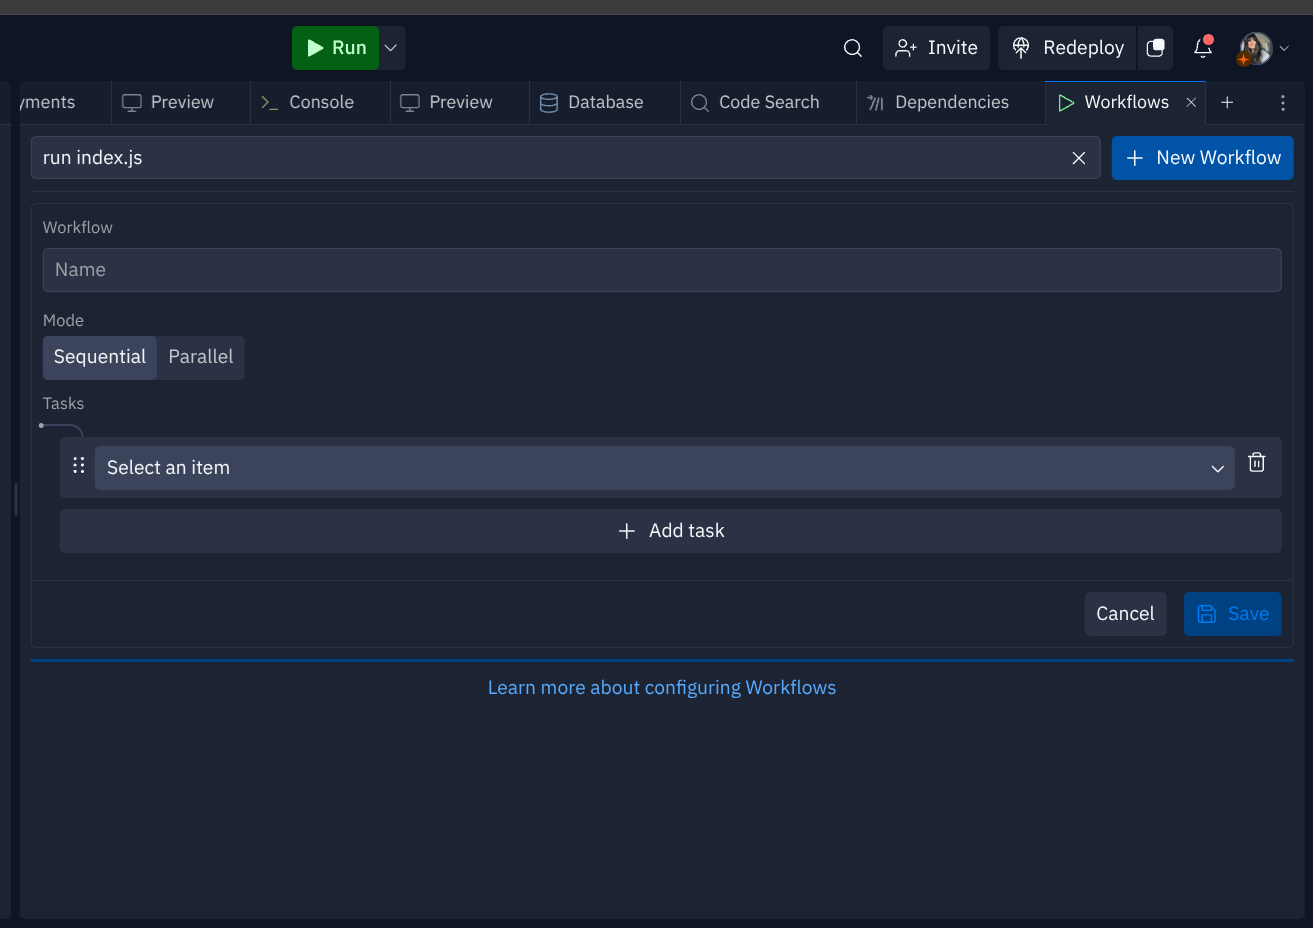 Run
Invite
Redeploy
yments
Preview
Console
Preview
Database
Code Search
Dependencies
Workflows
run index.js
New Workflow
Workflow
Name
Mode
Sequential
Parallel
Tasks
Select an item
Add task
Cancel
Save
Learn more about configuring Workflows